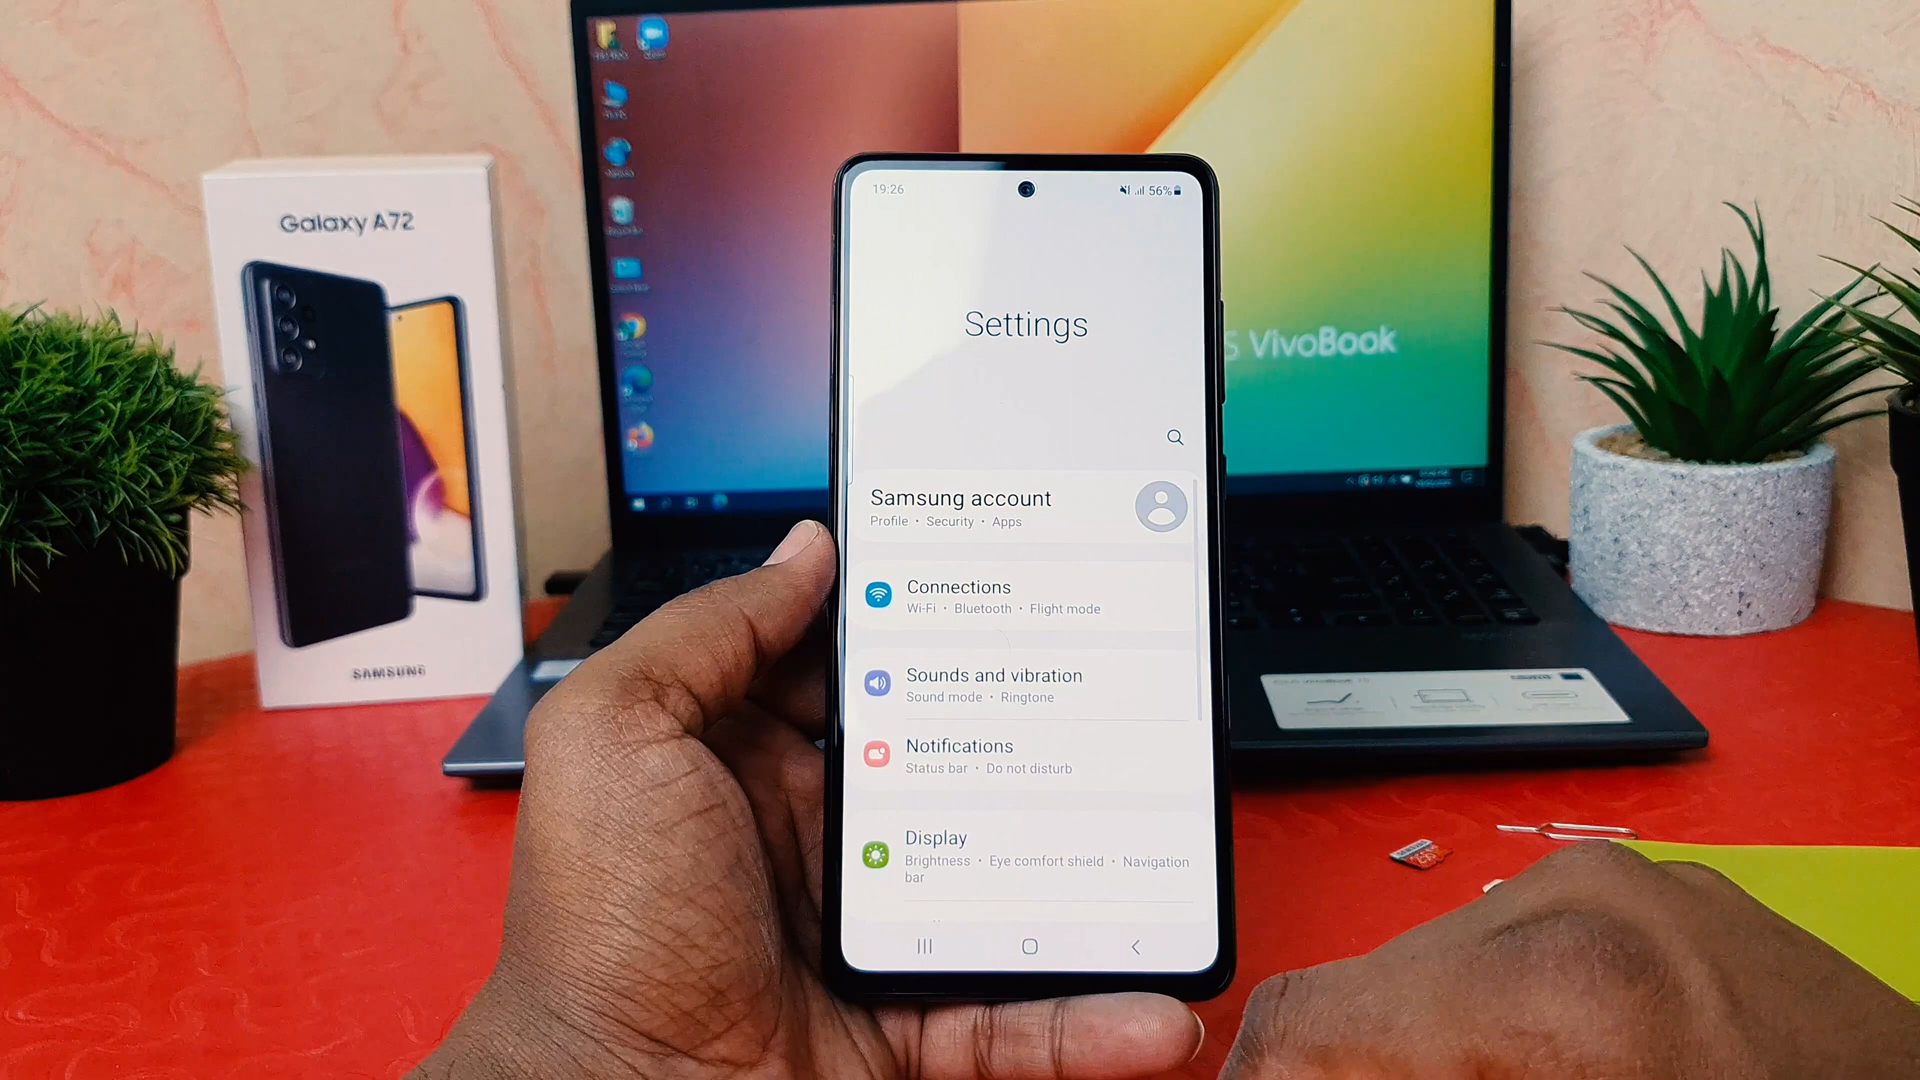 Galaxy A72
SAMSUNG
S VivoBook
19:26
56%
Settings
Samsung account
Profile • Security • Apps
Connections
Wi-Fi • Bluetooth • Flight mode
Sounds and vibration
Sound mode • Ringtone
Notifications
Status bar • Do not disturb
Display
Brightness • Eye comfort shield • Navigation
bar
SAMSUNG